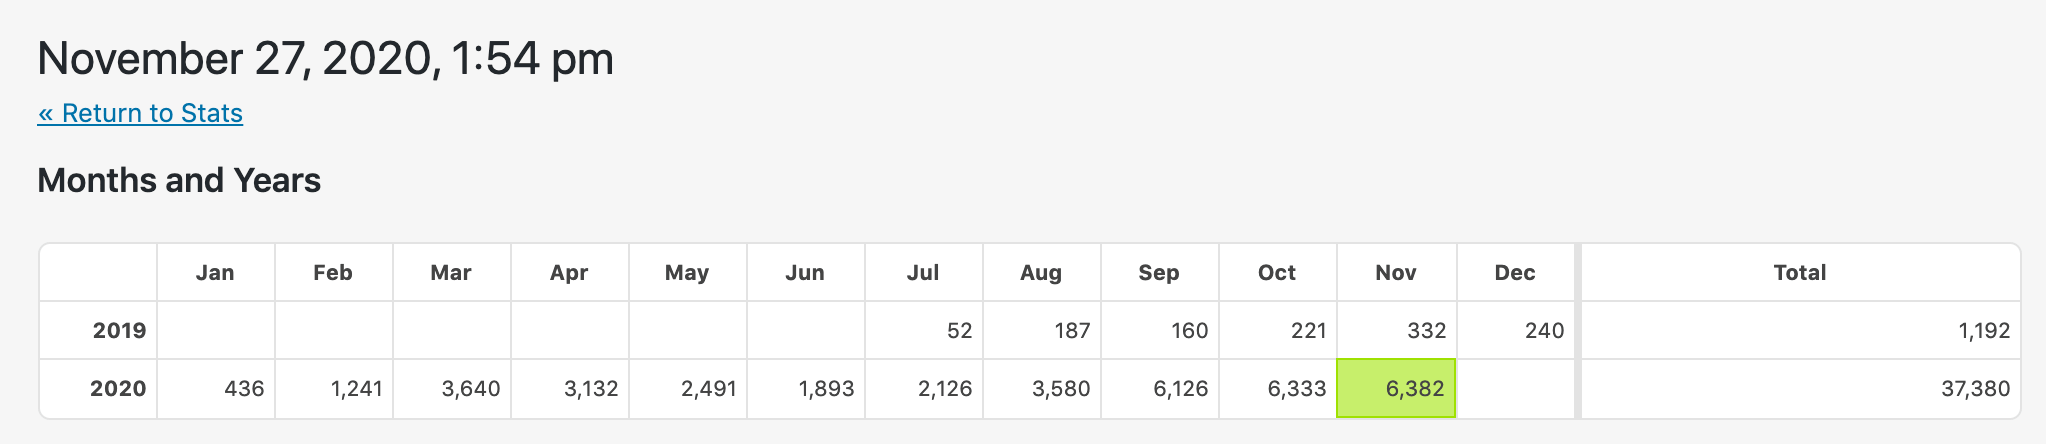 November 27, 2020, 1:54 pm
« Return to Stats
Months and Years
Jan Feb Mar Apr May Jun Jul Aug Sep Oct Nov Dec Total
2019 52 187 160 221 332 240 1,192
2020 436 1,241 3,640 3,132 2,491 1,893 2,126 3,580 6,126 6,333 6,382 37,380